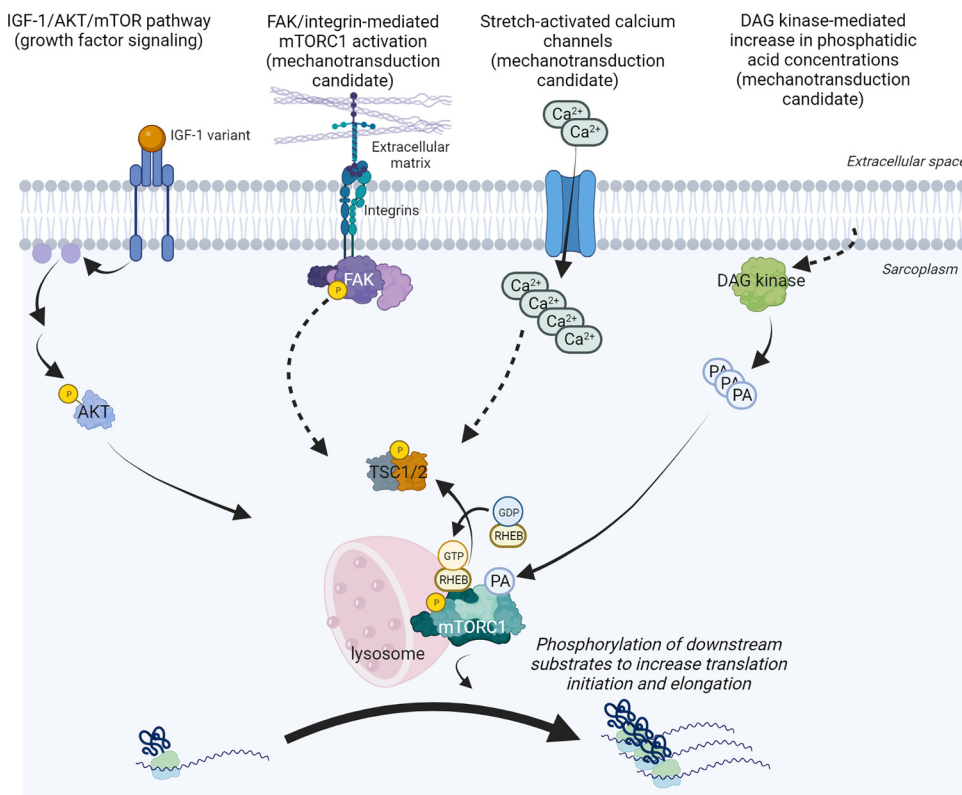 IGF-1/AKT/mTOR pathway
(growth factor signaling)
FAK/integrin-mediated
mTORC1 activation
(mechanotransduction
candidate)
Stretch-activated calcium
channels
(mechanotransduction
candidate)
DAG kinase-mediated
increase in phosphatidic
acid concentrations
(mechanotransduction
candidate)
IGF-1 variant
Extracellular
matrix
Integrins
Ca²⁺
Ca²⁺
Extracellular space
Sarcoplasm
FAK
P
Ca²⁺
Ca²⁺
Ca²⁺
Ca²⁺
DAG kinase
PA
PA
PA
P
AKT
P
TSC1/2
GDP
RHEB
GTP
RHEB
PA
P
mTORC1
lysosome
Phosphorylation of downstream
substrates to increase translation
initiation and elongation